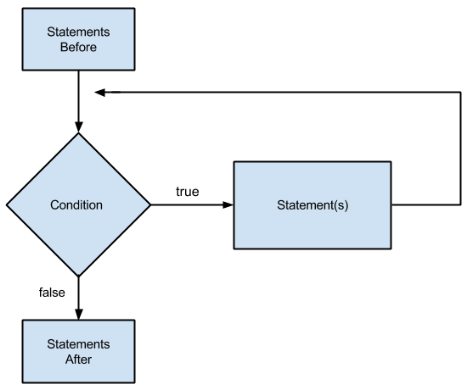 Statements
Before
Condition
true
Statement(s)
false
Statements
After